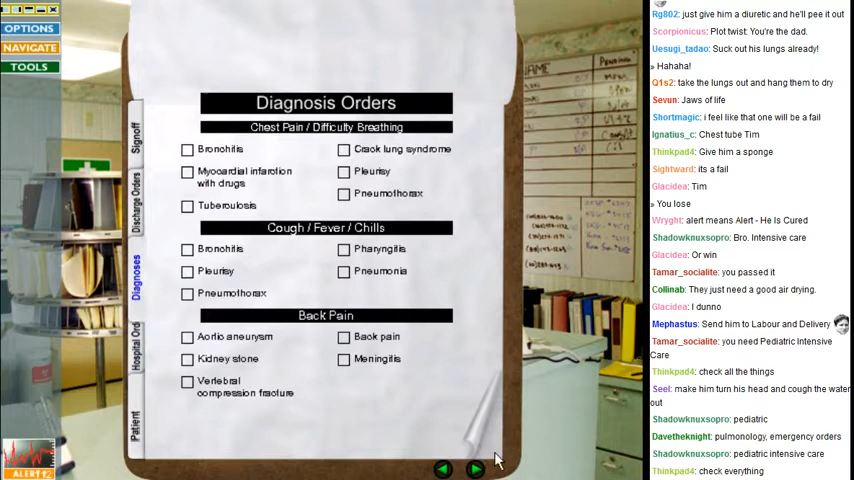 OPTIONS
NAVIGATE
TOOLS
ALERT12
Signoff
Discharge Orders
Diagnoses
Hospital Ord
Patient
Diagnosis Orders
Chest Pain / Difficulty Breathing
Bronchitis
Crack lung syndrome
Myocardial infarction
with drugs
Pleurisy
Pneumothorax
Tuberculosis
Cough / Fever / Chills
Bronchitis
Pharyngitis
Pleurisy
Pneumonia
Pneumothorax
Back Pain
Aortic aneurysm
Back pain
Kidney stone
Meningitis
Vertebral
compression fracture
NAME
Rg802: just give him a diuretic and he'll pee it out
Scorpionicus: Plot twist: You're the dad.
Uesugi_tadao: Suck out his lungs already!
» Hahaha!
Q1s2: take the lungs out and hang them to dry
Sevun: Jaws of life
Shortmagic: i feel like that one will be a fail
Ignatius_c: Chest tube Tim
Thinkpad4: Give him a sponge
Sightward: its a fail
Glacidea: Tim
» You lose
Wryght: alert means Alert - He Is Cured
Shadowknuxsopro: Bro. Intensive care
Glacidea: Or win
Tamar_socialite: you passed it
Collinab: They just need a good air drying.
Glacidea: I dunno
Mephastus: Send him to Labour and Delivery
Tamar_socialite: you need Pediatric Intensive
Care
Thinkpad4: check all the things
Seel: make him turn his head and cough the water
out
Shadowknuxsopro: pediatric
Davetheknight: pulmonology, emergency orders
Shadowknuxsopro: pediatric intensive care
Thinkpad4: check everything